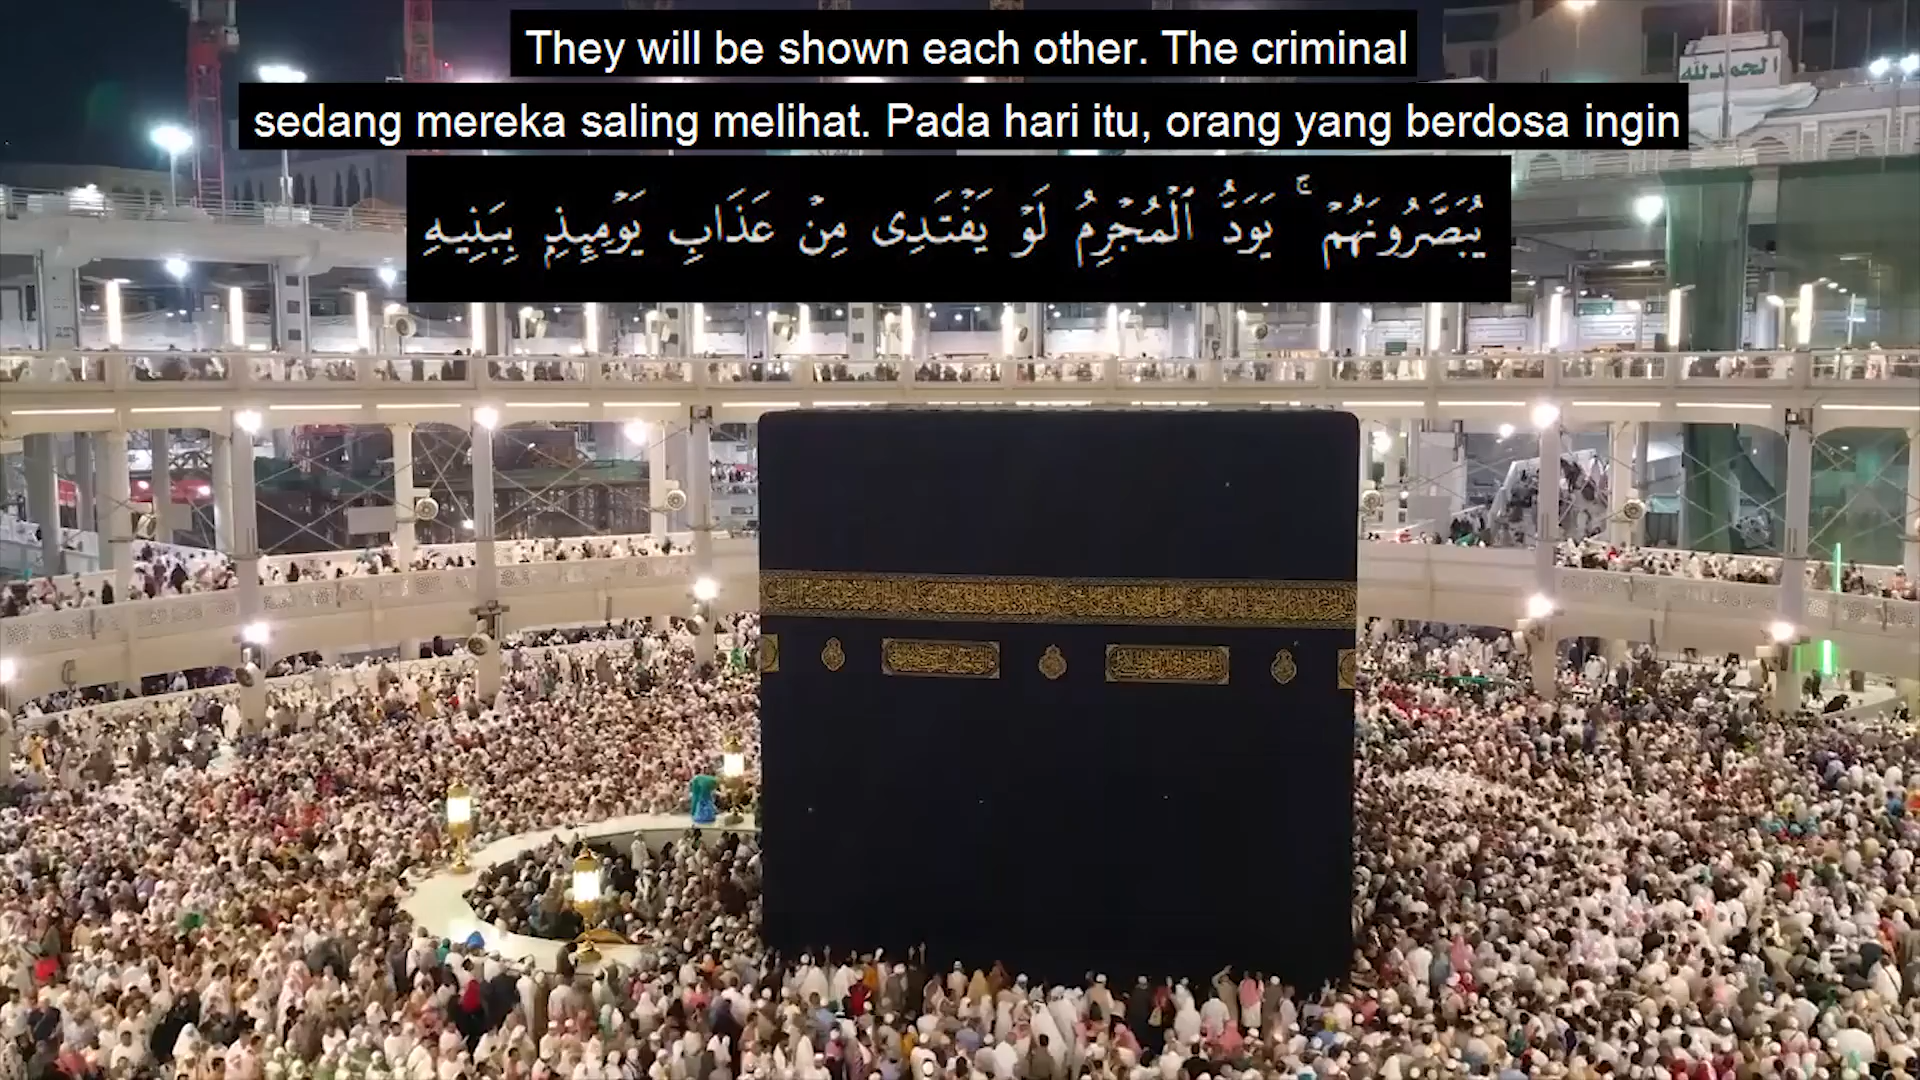 They will be shown each other. The criminal
sedang mereka saling melihat. Pada hari itu, orang yang berdosa ingin
يُبَصَّرُونَهُمْ ۚ يَوَدُّ ٱلْمُجْرِمُ لَوْ يَفْتَدِى مِنْ عَذَابِ يَوْمِئِذٍۭ بِبَنِيهِ
الحمد لله